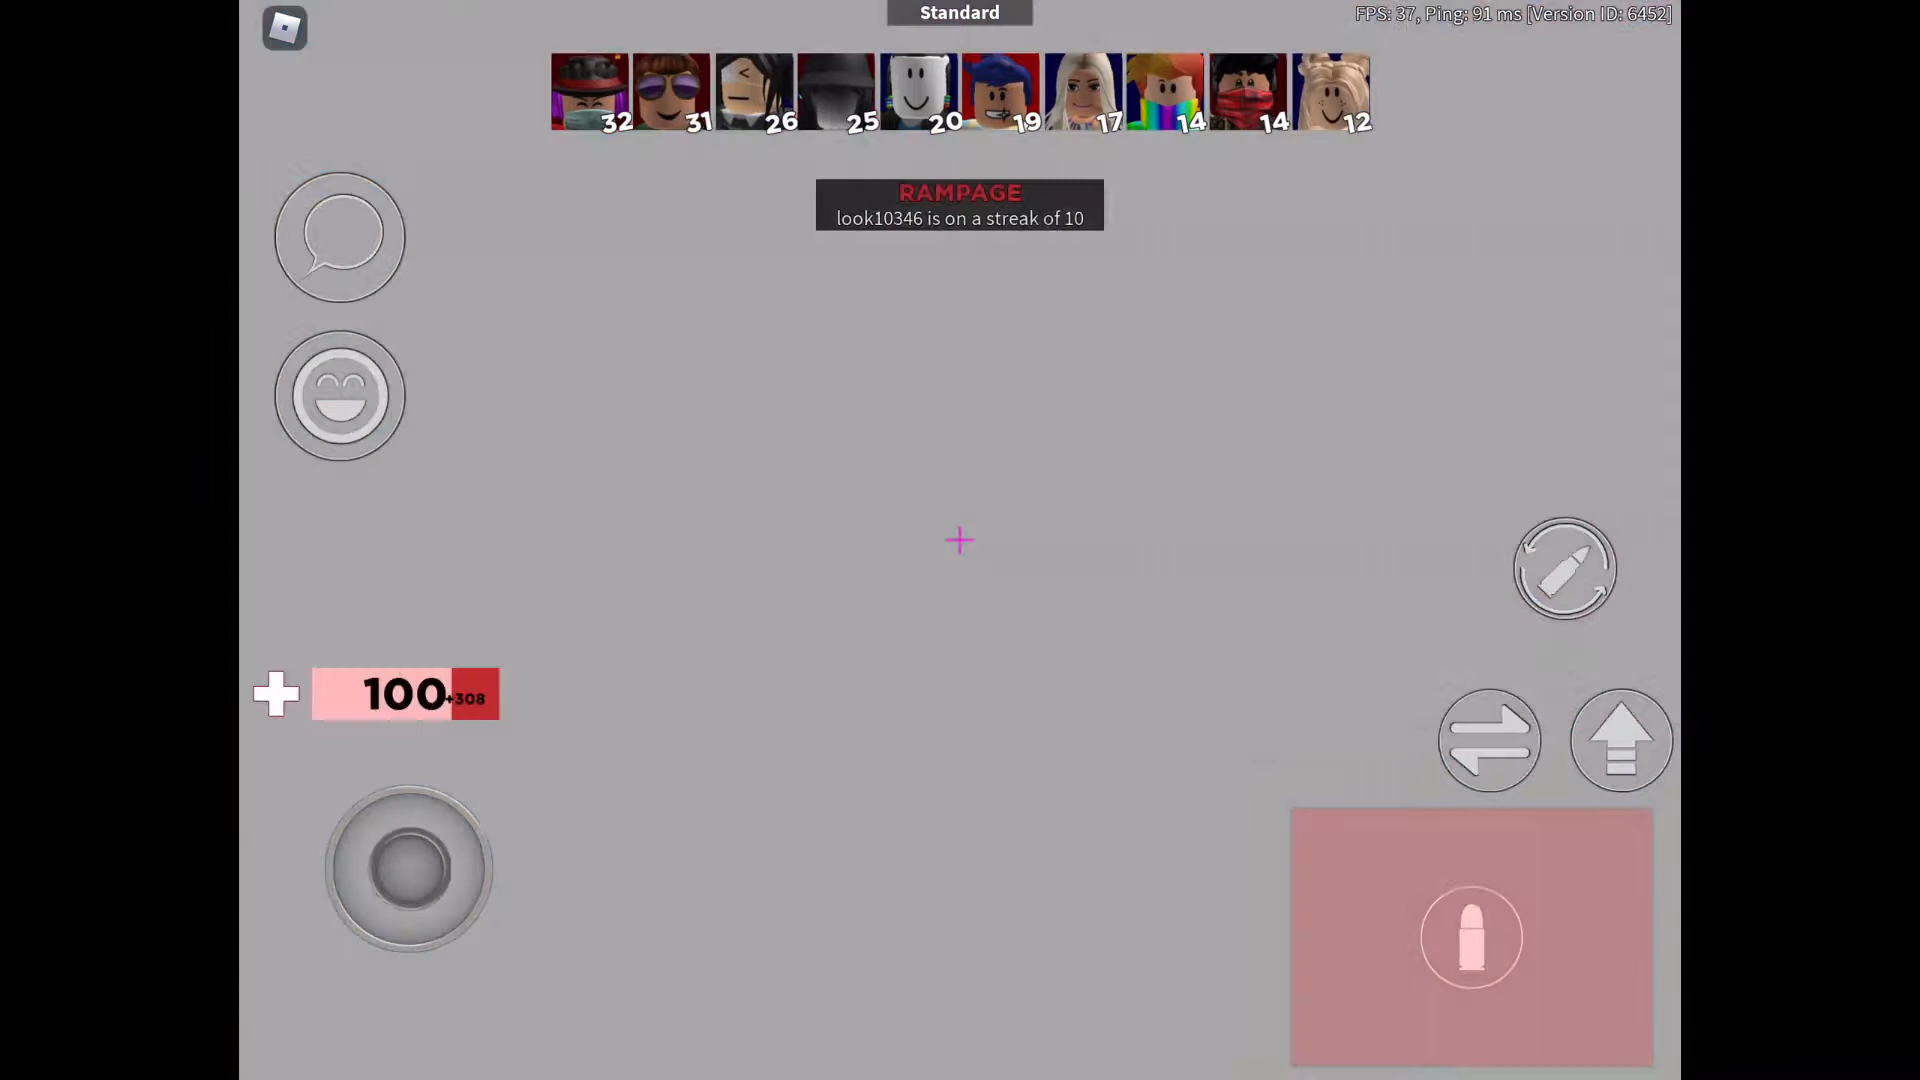 Standard
FPS: 37, Ping: 91 ms [Version ID: 6452]
32 31 26 25 20 19 17 14 14 12
RAMPAGE
look10346 is on a streak of 10
100+308